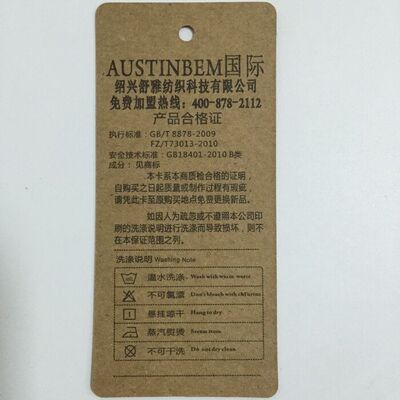 AUSTINBEM国际
绍兴舒雅纺织科技有限公司
免费加盟热线：400-878-2112
产品合格证
执行标准：GB/T 8878-2009
FZ/T73013-2010
安全技术标准：GB18401-2010 B类
成分：见商标
本卡系本商质检合格的证明，
自购买之日起质量或制作过程有瑕疵，
请凭此卡至原购买地点免费更换新品。
如因人为疏忽或不遵照本公司印
刷的洗涤说明进行洗涤而导致损坏，则不
在本保证范围之列。
洗涤说明 Washing Note
温水洗涤 Wash with warm water
不可氯漂 Don't bleach with chl
悬挂晾干 Hang to dry
蒸汽熨烫 Steam iron
不可干洗 Do not dry clean